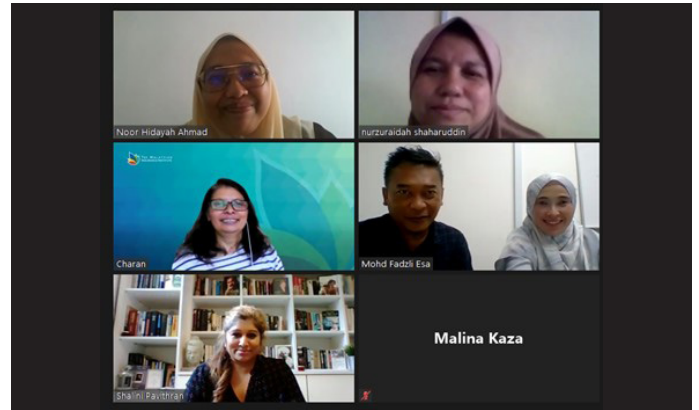 Noor Hidayah Ahmad
nurzuraidah shaharuddin
Charan
Mohd Fadzli Esa
Shalini Pavithran
Malina Kaza